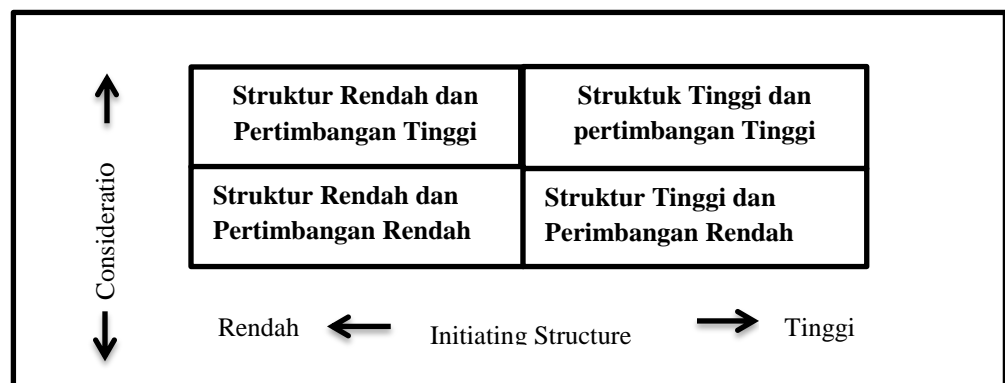 Struktur Rendah dan
Pertimbangan Tinggi
Struktuk Tinggi dan
pertimbangan Tinggi
Struktur Rendah dan
Pertimbangan Rendah
Struktur Tinggi dan
Perimbangan Rendah
Consideratio
Rendah
Initiating Structure
Tinggi